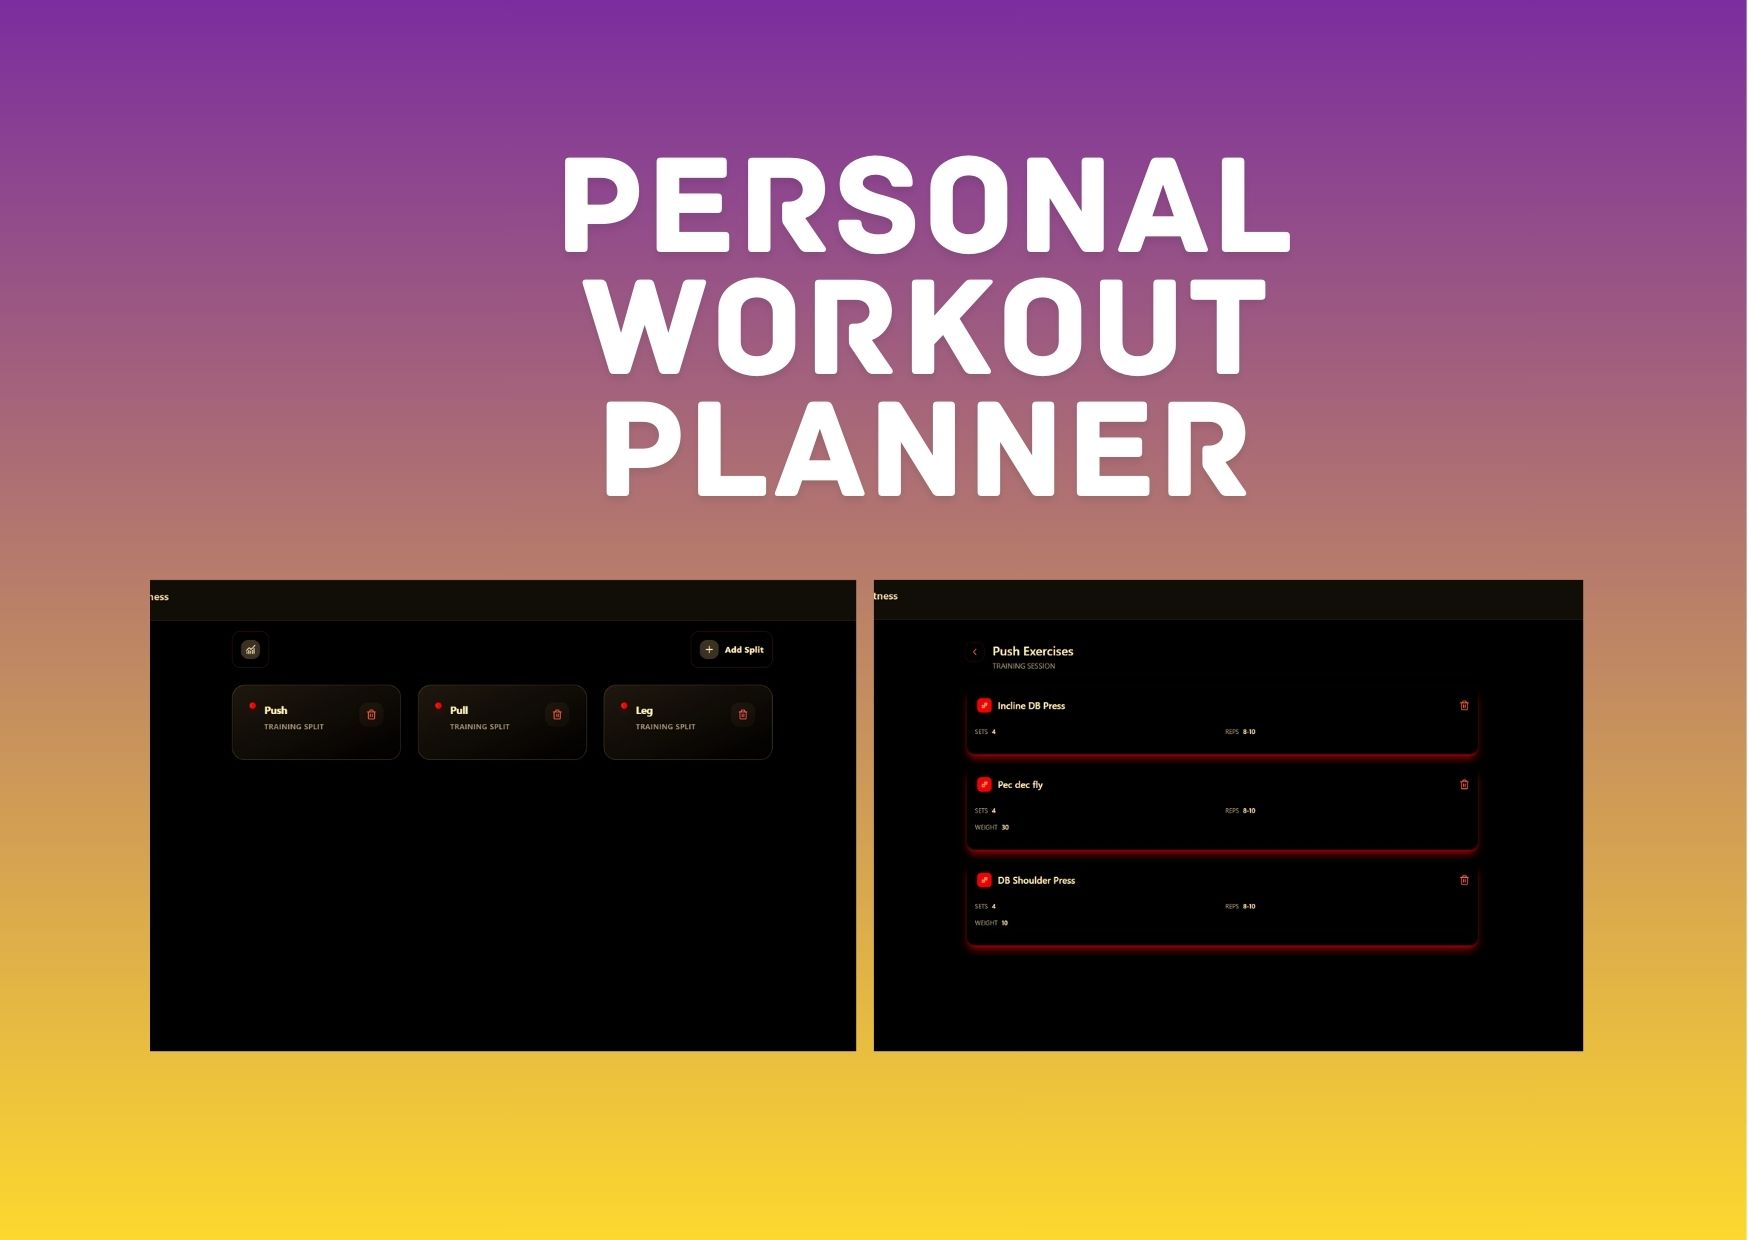 PERSONAL
WORKOUT
PLANNER
ness
Add Split
Push
TRAINING SPLIT
Pull
TRAINING SPLIT
Leg
TRAINING SPLIT
tness
Push Exercises
TRAINING SESSION
Incline DB Press
SETS 4 REPS 8-10
Pec dec fly
SETS 4 REPS 8-10
WEIGHT 30
DB Shoulder Press
SETS 4 REPS 8-10
WEIGHT 10